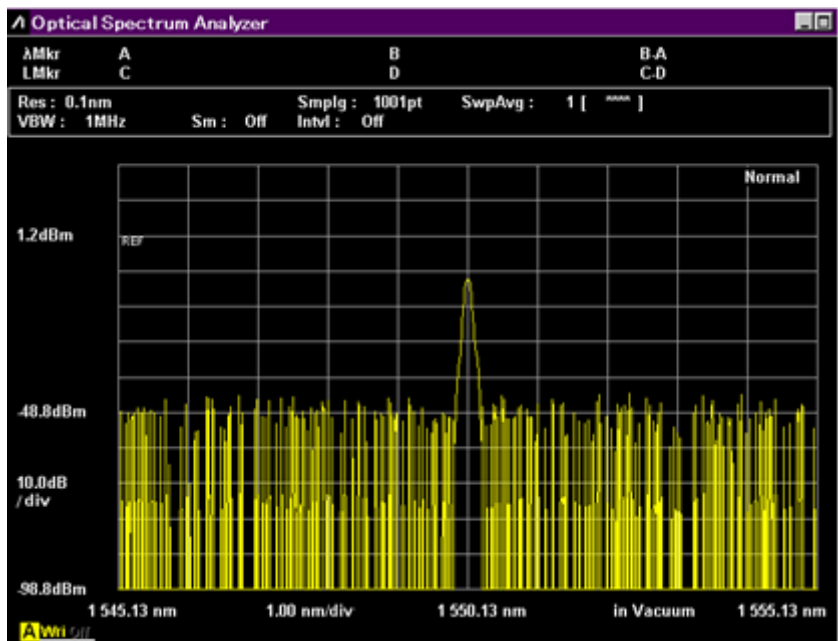 Optical Spectrum Analyzer
λMkr A B B-A
LMkr C D C-D
Res : 0.1nm Smplg : 1001pt SwpAvg : 1 [ ^^^^ ]
VBW : 1MHz Sm : Off Intvl : Off
Normal
1.2dBm
REF
-48.8dBm
10.0dB
/div
-98.8dBm
1 545.13 nm 1.00 nm/div 1 550.13 nm in Vacuum 1 555.13 nm
A Wri Off